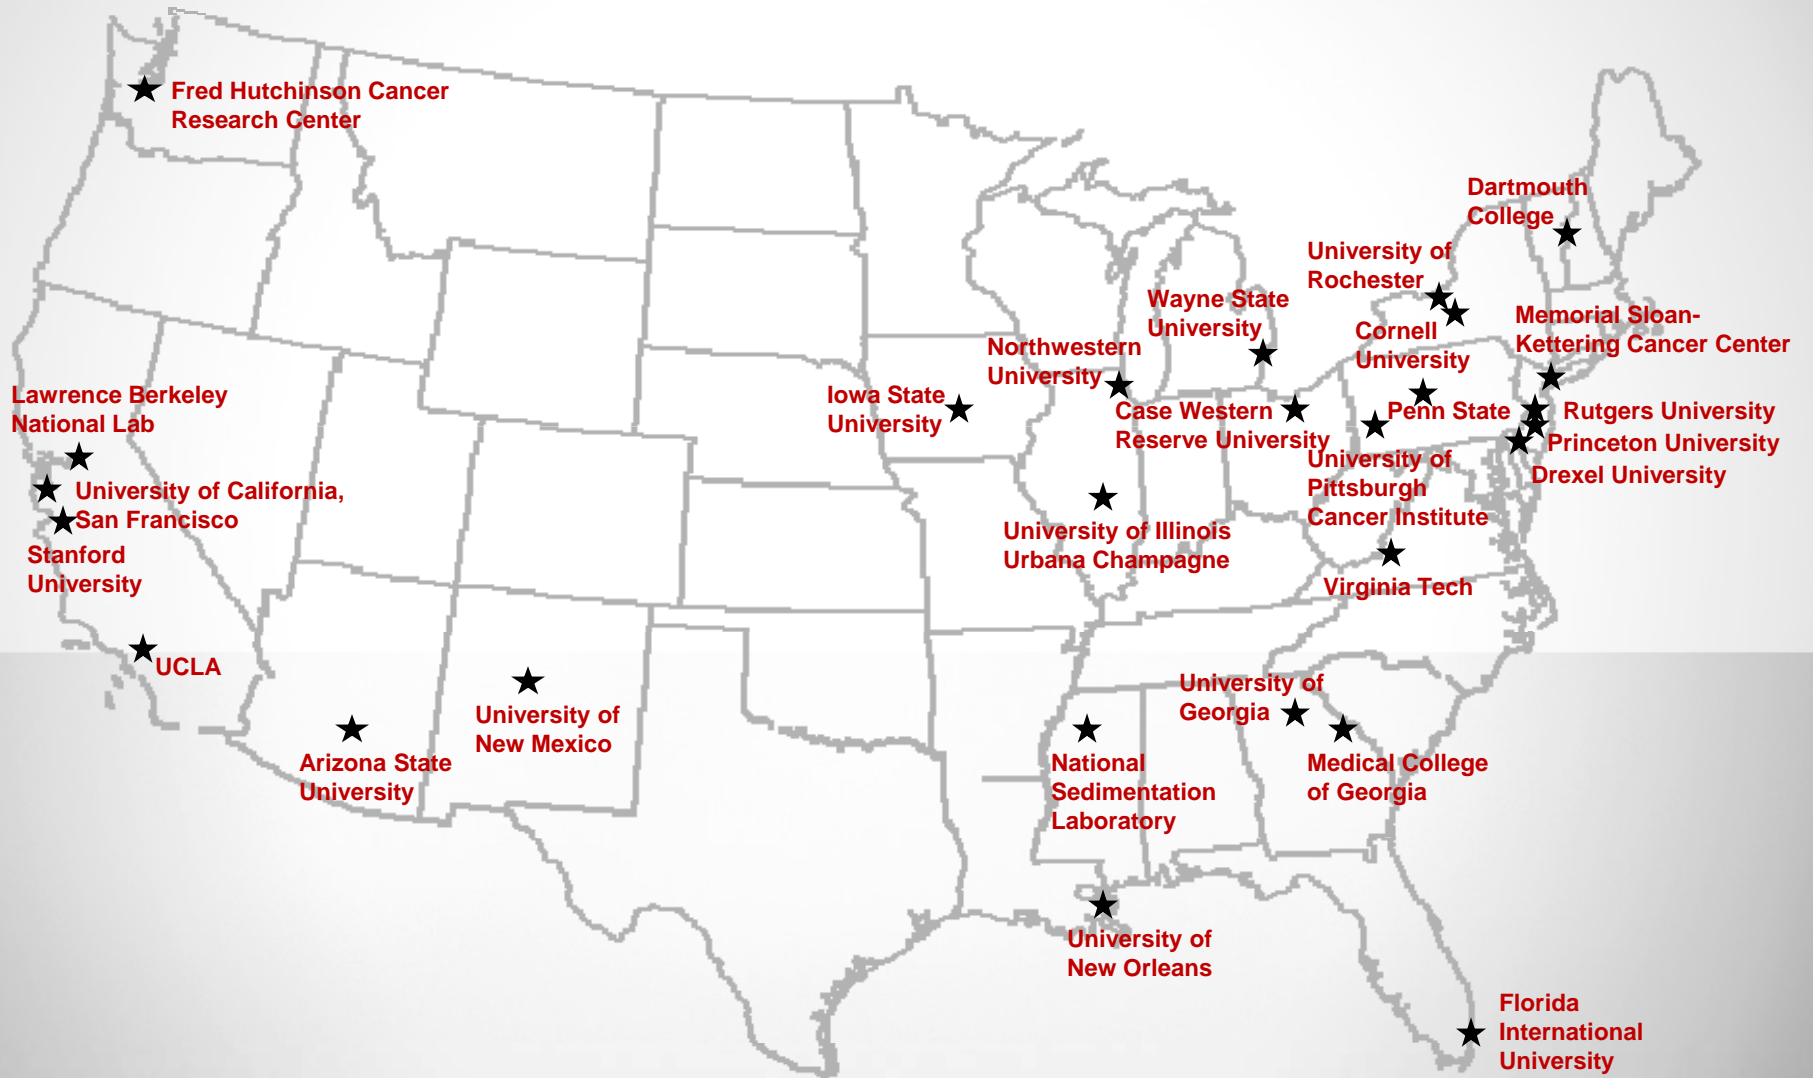 Fred Hutchinson Cancer
Research Center
Dartmouth
College
University of
Rochester
Wayne State
University
Memorial Sloan-
Kettering Cancer Center
Cornell
University
Northwestern
University
Lawrence Berkeley
National Lab
Iowa State
University
Case Western
Reserve University
Penn State
Rutgers University
Princeton University
Drexel University
University of
Pittsburgh
Cancer Institute
University of California,
San Francisco
Stanford
University
University of Illinois
Urbana Champagne
Virginia Tech
UCLA
University of
New Mexico
University of
Georgia
Arizona State
University
National
Sedimentation
Laboratory
Medical College
of Georgia
University of
New Orleans
Florida
International
University